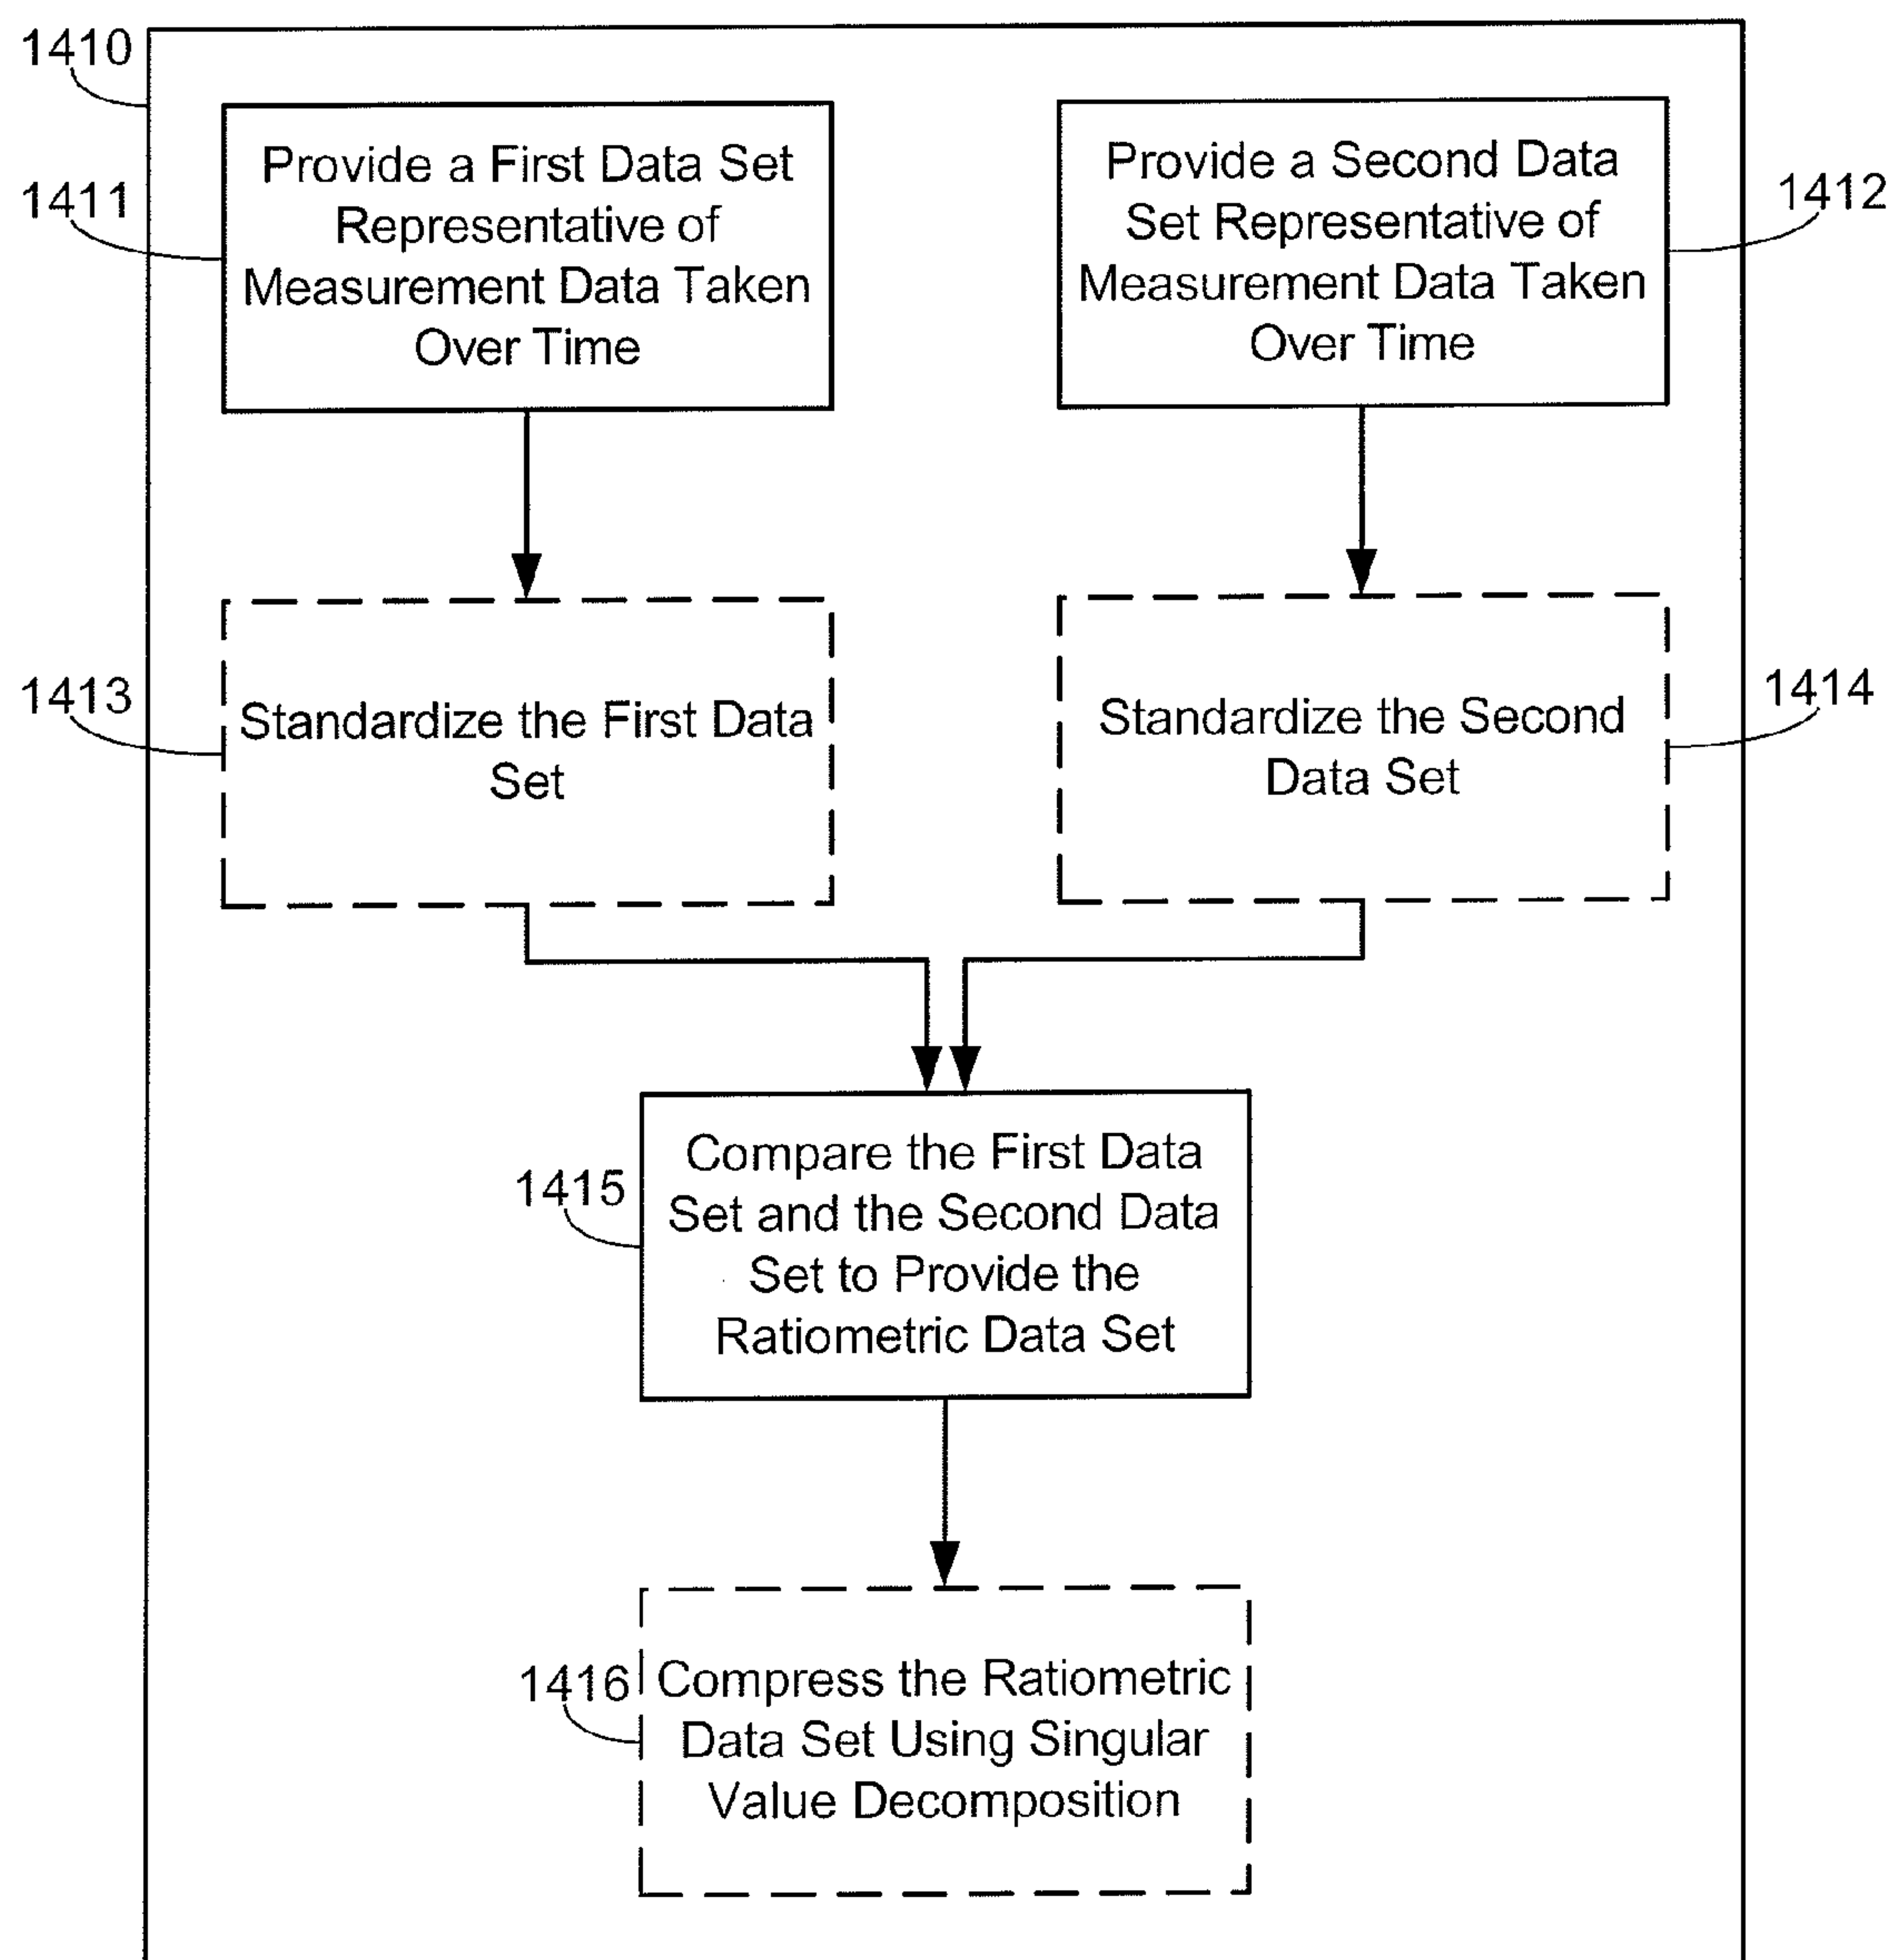 1410
Provide a First Data Set
Representative of
Measurement Data Taken
Over Time
1411
Provide a Second Data
Set Representative of
Measurement Data Taken
Over Time
1412
1413
Standardize the First Data
Set
Standardize the Second
Data Set
1414
1415
Compare the First Data
Set and the Second Data
Set to Provide the
Ratiometric Data Set
1416
Compress the Ratiometric
Data Set Using Singular
Value Decomposition